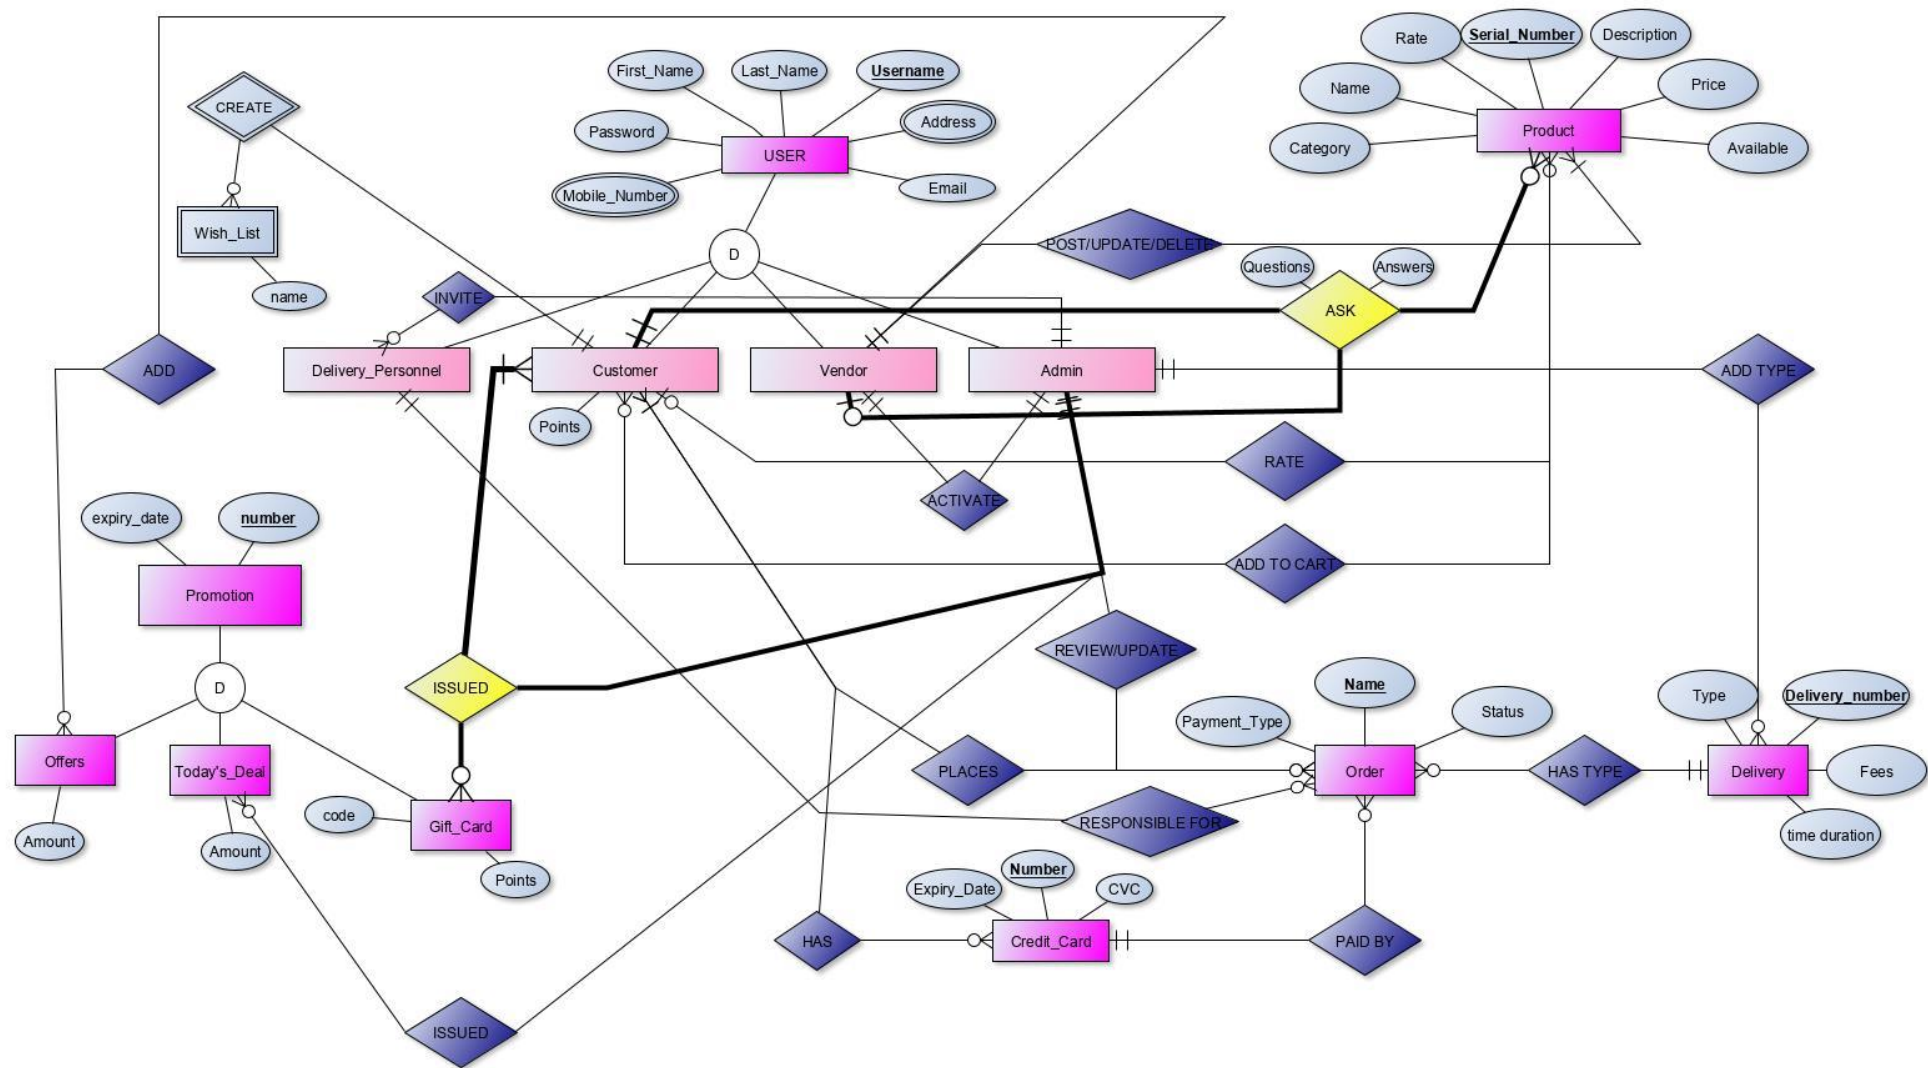 Rate
Serial_Number
Description
First_Name
Last_Name
Username
Name
Price
CREATE
Password
Address
Product
Category
Available
USER
Mobile_Number
Email
Wish_List
D
POST/UPDATE/DELETE
Questions
Answers
name
INVITE
ASK
ADD
Delivery_Personnel
Customer
Vendor
Admin
ADD TYPE
Points
RATE
ACTIVATE
expiry_date
number
ADD TO CART
Promotion
REVIEW/UPDATE
D
ISSUED
Name
Type
Delivery_number
Payment_Type
Status
Offers
Today's_Deal
PLACES
Order
HAS TYPE
Delivery
Fees
code
Gift_Card
RESPONSIBLE FOR
time duration
Amount
Amount
Points
Expiry_Date
Number
CVC
HAS
Credit_Card
PAID BY
ISSUED